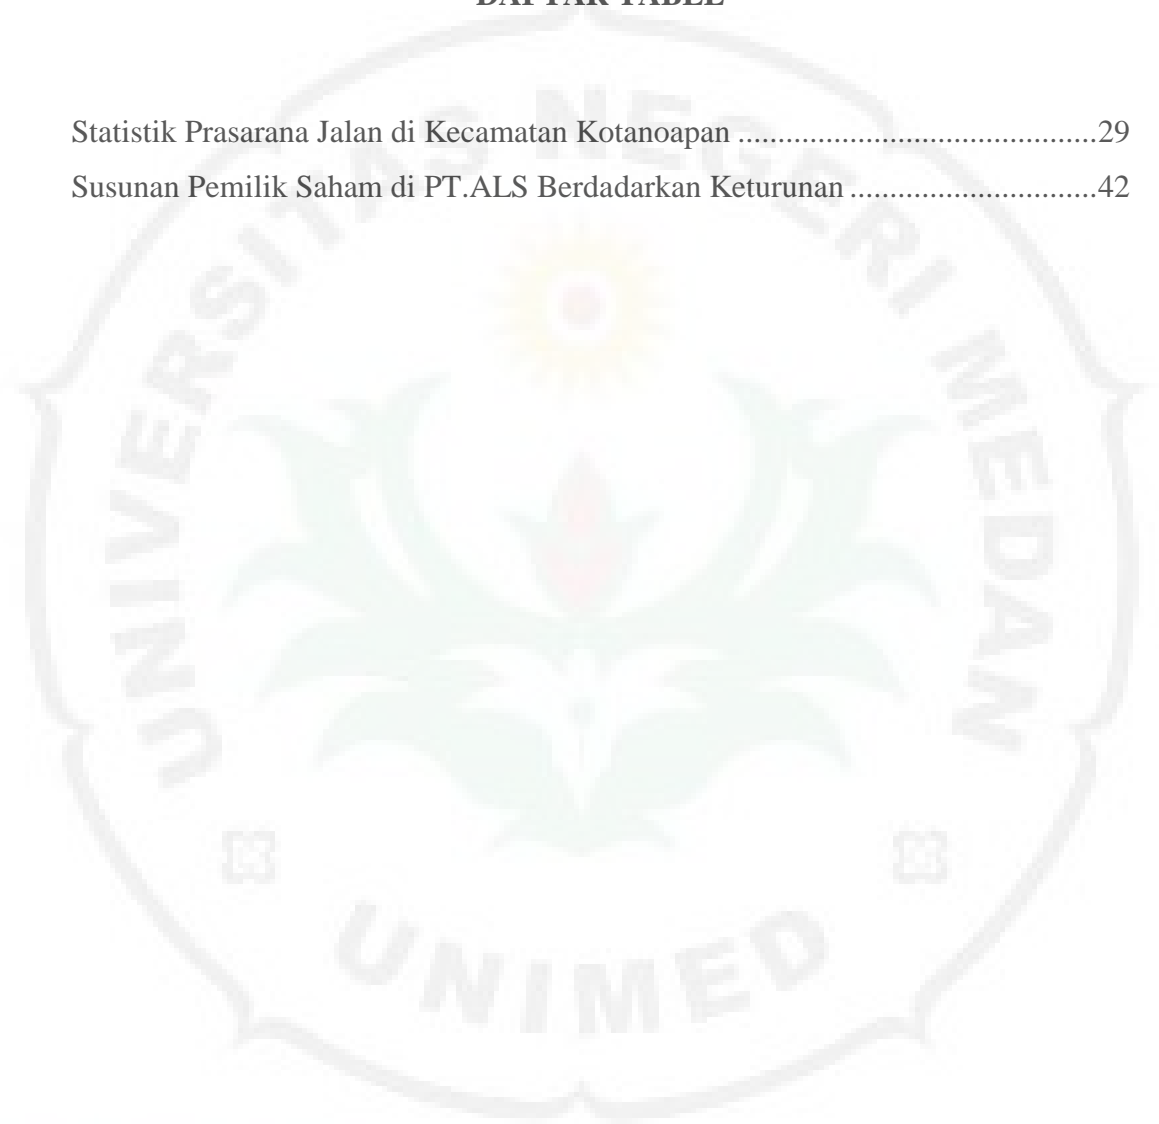 DAFTAR TABEL
Statistik Prasarana Jalan di Kecamatan Kotanoapan ......................................29
Susunan Pemilik Saham di PT.ALS Berdadarkan Keturunan ..........................42
UNIVERSITAS NEGERI MEDAN
UNIMED